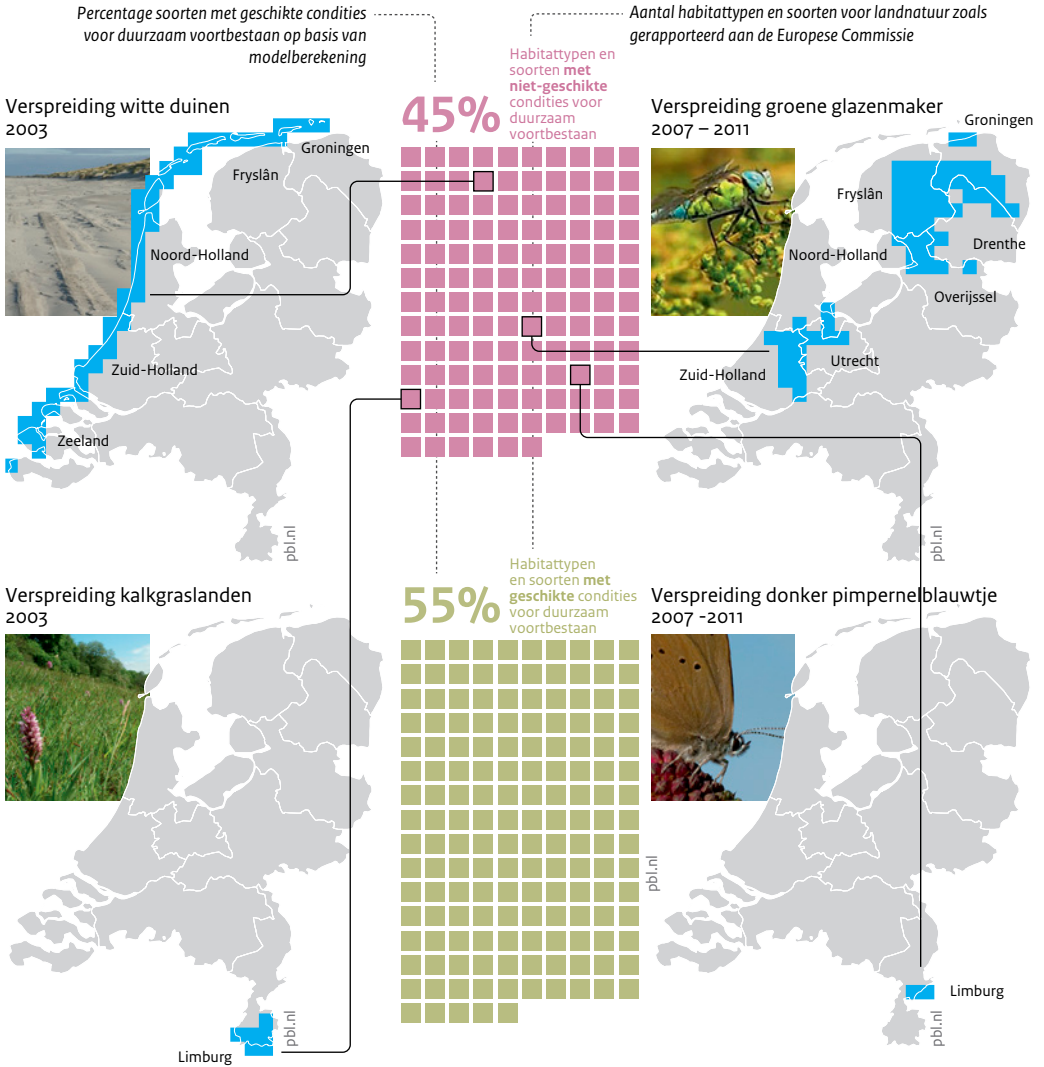 Percentage soorten met geschikte condities
voor duurzaam voortbestaan op basis van
modelberekening
Aantal habitattypen en soorten voor landnatuur zoals
gerapporteerd aan de Europese Commissie
Verspreiding witte duinen
2003
Groningen
Fryslân
Noord-Holland
Zuid-Holland
Zeeland
pbl.nl
45%
Habitattypen en
soorten met
niet-geschikte
condities voor
duurzaam
voortbestaan
Verspreiding groene glazenmaker
2007 – 2011
Groningen
Fryslân
Drenthe
Noord-Holland
Overijssel
Utrecht
Zuid-Holland
pbl.nl
Verspreiding kalkgraslanden
2003
Limburg
pbl.nl
55%
Habitattypen
en soorten met
geschikte condities
voor duurzaam
voortbestaan
pbl.nl
Verspreiding donker pimpernelblauwtje
2007 -2011
Limburg
pbl.nl